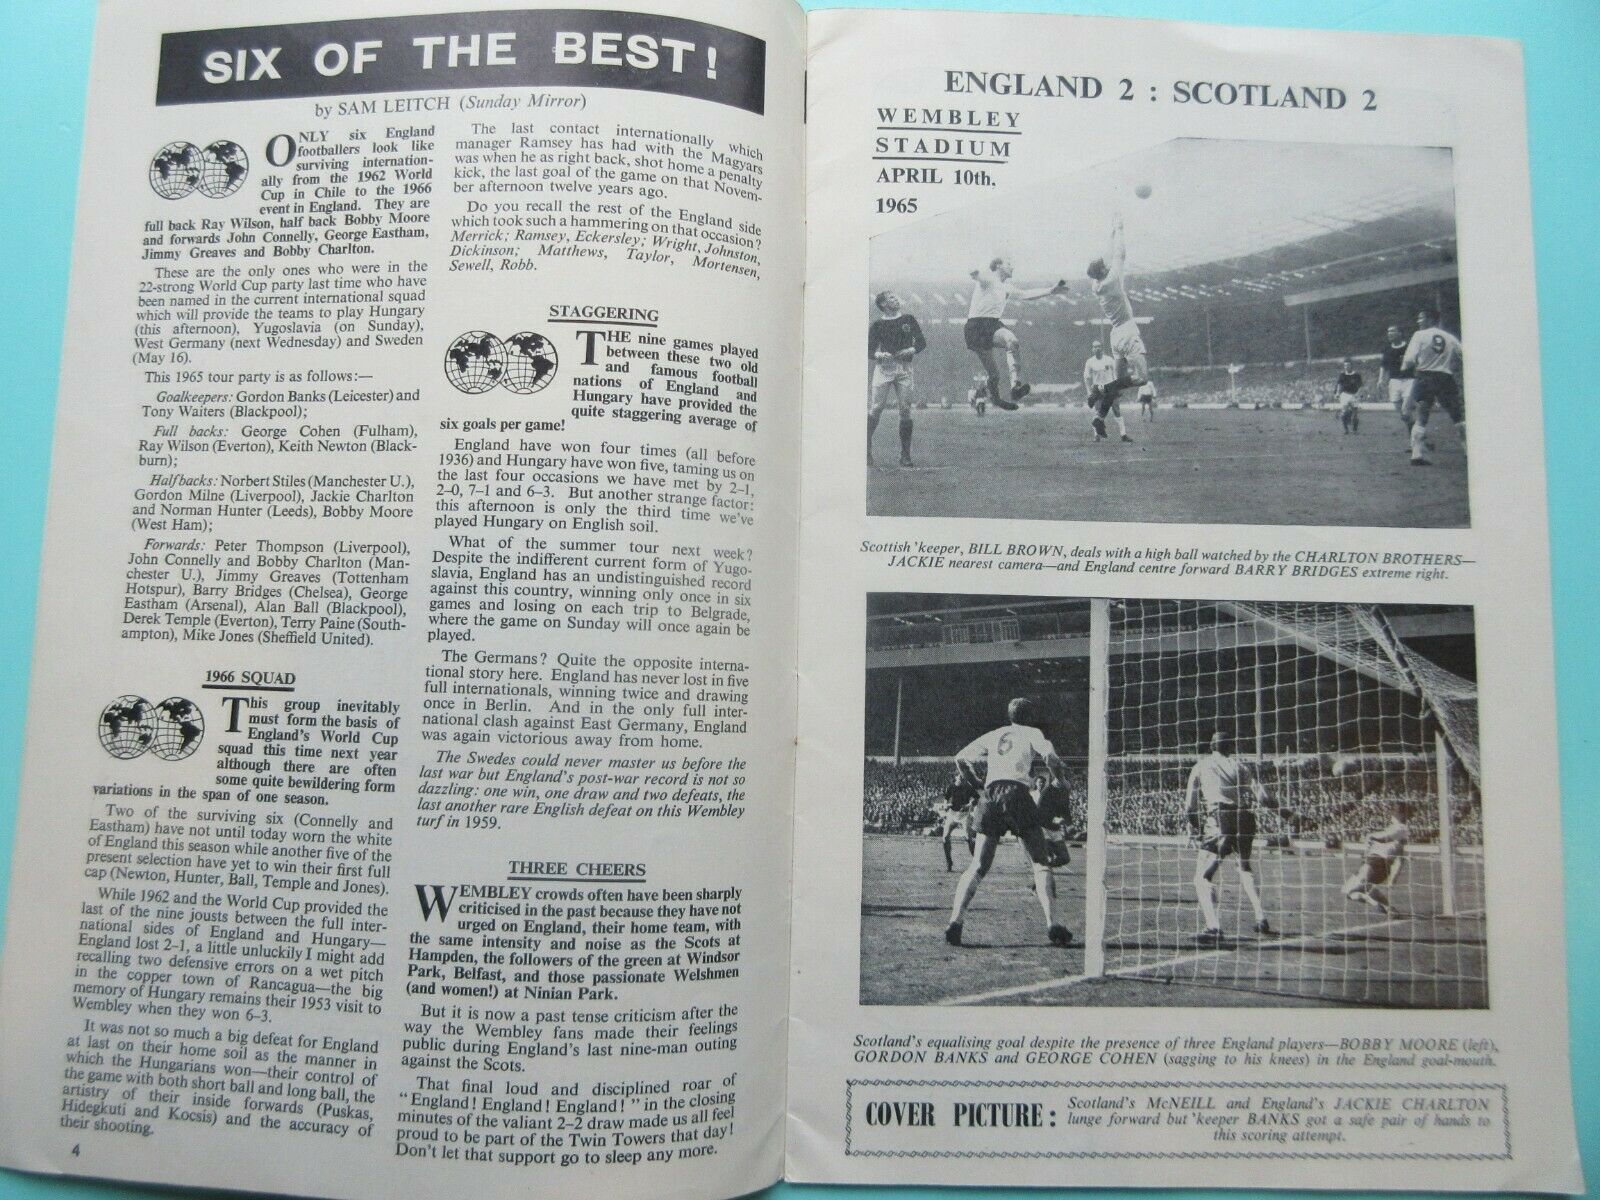 SIX OF THE BEST!
by SAM LEITCH (Sunday Mirror)
ONLY six England
footballers look like
surviving internation-
ally from the 1962 World
Cup in Chile to the 1966
event in England. They are
full back Ray Wilson, half back Bobby Moore
and forwards John Connelly, George Eastham,
Jimmy Greaves and Bobby Charlton.
These are the only ones who were in the
22-strong World Cup party last time who have
been named in the current international squad
which will provide the teams to play Hungary
(this afternoon), Yugoslavia (on Sunday),
West Germany (next Wednesday) and Sweden
(May 16).
This 1965 tour party is as follows:—
Goalkeepers: Gordon Banks (Leicester) and
Tony Waiters (Blackpool);
Full backs: George Cohen (Fulham),
Ray Wilson (Everton), Keith Newton (Black-
burn);
Halfbacks: Norbert Stiles (Manchester U.),
Gordon Milne (Liverpool), Jackie Charlton
and Norman Hunter (Leeds), Bobby Moore
(West Ham);
Forwards: Peter Thompson (Liverpool),
John Connelly and Bobby Charlton (Man-
chester U.), Jimmy Greaves (Tottenham
Hotspur), Barry Bridges (Chelsea), George
Eastham (Arsenal), Alan Ball (Blackpool),
Derek Temple (Everton), Terry Paine (South-
ampton), Mike Jones (Sheffield United).
1966 SQUAD
This group inevitably
must form the basis of
England's World Cup
squad this time next year
although there are often
some quite bewildering form
variations in the span of one season.
Two of the surviving six (Connelly and
Eastham) have not until today worn the white
of England this season while another five of the
present selection have yet to win their first full
cap (Newton, Hunter, Ball, Temple and Jones).
While 1962 and the World Cup provided the
last of the nine jousts between the full inter-
national sides of England and Hungary—
England lost 2-1, a little unluckily I might add
recalling two defensive errors on a wet pitch
in the copper town of Rancagua—the big
memory of Hungary remains their 1953 visit to
Wembley when they won 6-3.
It was not so much a big defeat for England
at last on their home soil as the manner in
which the Hungarians won—their control of
the game with both short ball and long ball, the
artistry of their inside forwards (Puskas,
Hidegkuti and Kocsis) and the accuracy of
their shooting.
4
The last contact internationally which
manager Ramsey has had with the Magyars
was when he as right back, shot home a penalty
kick, the last goal of the game on that Novem-
ber afternoon twelve years ago.
Do you recall the rest of the England side
which took such a hammering on that occasion?
Merrick; Ramsey, Eckersley; Wright, Johnston,
Dickinson; Matthews, Taylor, Mortensen,
Sewell, Robb.
STAGGERING
THE nine games played
between these two old
and famous football
nations of England and
Hungary have provided the
quite staggering average of
six goals per game!
England have won four times (all before
1936) and Hungary have won five, taming us on
the last four occasions we have met by 2-1,
2-0, 7-1 and 6-3. But another strange factor:
this afternoon is only the third time we've
played Hungary on English soil.
What of the summer tour next week?
Despite the indifferent current form of Yugo-
slavia, England has an undistinguished record
against this country, winning only once in six
games and losing on each trip to Belgrade,
where the game on Sunday will once again be
played.
The Germans? Quite the opposite interna-
tional story here. England has never lost in five
full internationals, winning twice and drawing
once in Berlin. And in the only full inter-
national clash against East Germany, England
was again victorious away from home.
The Swedes could never master us before the
last war but England's post-war record is not so
dazzling: one win, one draw and two defeats, the
last another rare English defeat on this Wembley
turf in 1959.
THREE CHEERS
WEMBLEY crowds often have been sharply
criticised in the past because they have not
urged on England, their home team, with
the same intensity and noise as the Scots at
Hampden, the followers of the green at Windsor
Park, Belfast, and those passionate Welshmen
(and women!) at Ninian Park.
But it is now a past tense criticism after the
way the Wembley fans made their feelings
public during England's last nine-man outing
against the Scots.
That final loud and disciplined roar of
"England! England! England!" in the closing
minutes of the valiant 2-2 draw made us all feel
proud to be part of the Twin Towers that day!
Don't let that support go to sleep any more.
ENGLAND 2 : SCOTLAND 2
WEMBLEY
STADIUM
APRIL 10th,
1965
9
Scottish 'keeper, BILL BROWN, deals with a high ball watched by the CHARLTON BROTHERS—
JACKIE nearest camera—and England centre forward BARRY BRIDGES extreme right.
6
Scotland's equalising goal despite the presence of three England players—BOBBY MOORE (left),
GORDON BANKS and GEORGE COHEN (sagging to his knees) in the England goal-mouth.
COVER PICTURE:
Scotland's McNEILL and England's JACKIE CHARLTON
lunge forward but 'keeper BANKS got a safe pair of hands to
this scoring attempt.